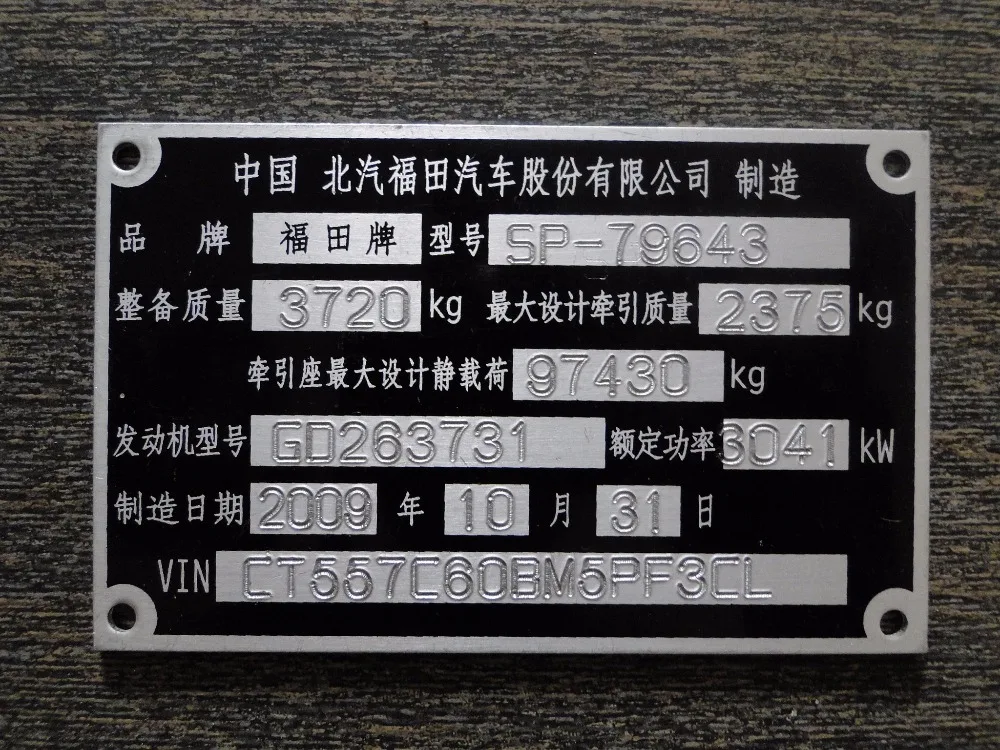 中国 北汽福田汽车股份有限公司 制造
品 牌 福田牌 型号 SP-79643
整备质量 3720 kg 最大设计牵引质量 2375 kg
牵引座最大设计静载荷 97430 kg
发动机型号 GD263731 额定功率 3041 kW
制造日期 2009 年 10 月 31 日
VIN CT557C60BM5PF3CL